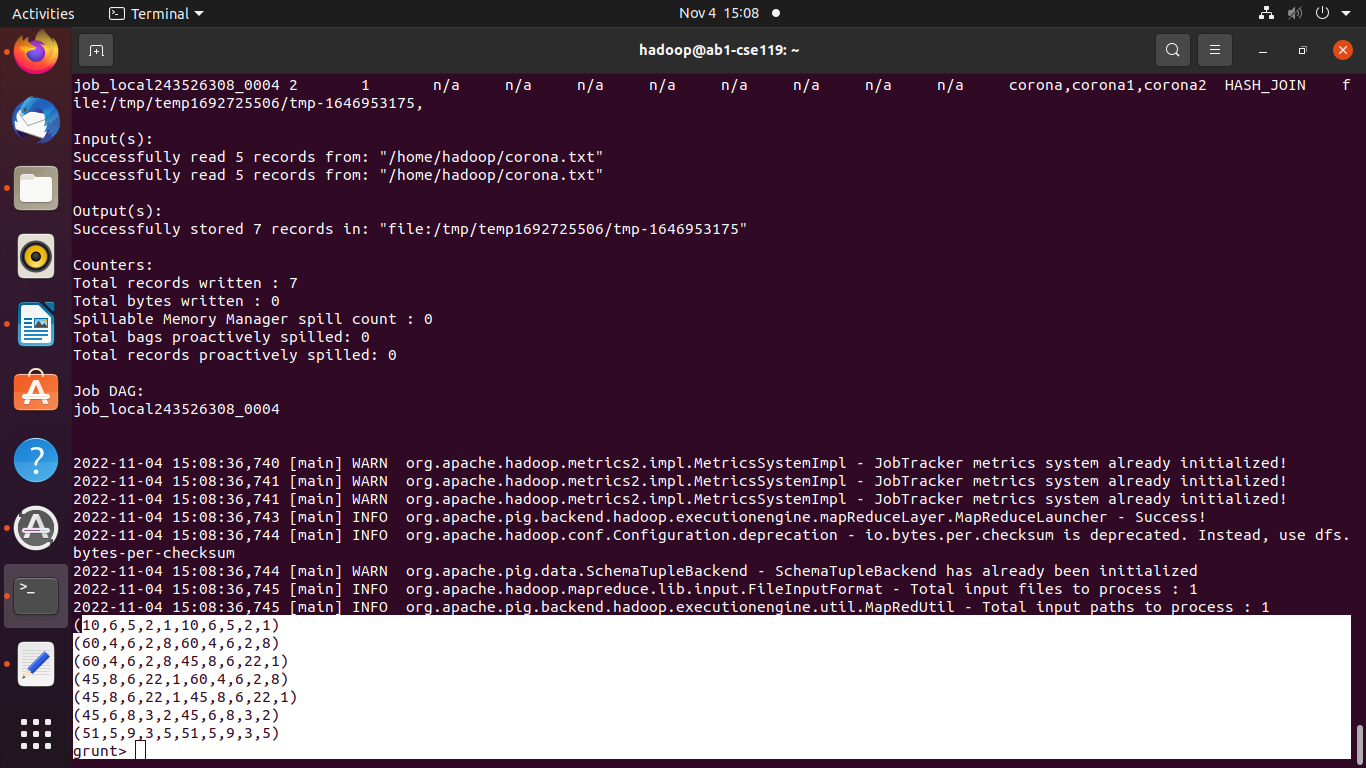 Activities Terminal Nov 4 15:08
hadoop@ab1-cse119: ~
job_local243526308_0004 2 1 n/a n/a n/a n/a n/a n/a n/a n/a corona,corona1,corona2 HASH_JOIN f
ile:/tmp/temp1692725506/tmp-1646953175,
Input(s):
Successfully read 5 records from: "/home/hadoop/corona.txt"
Successfully read 5 records from: "/home/hadoop/corona.txt"
Output(s):
Successfully stored 7 records in: "file:/tmp/temp1692725506/tmp-1646953175"
Counters:
Total records written : 7
Total bytes written : 0
Spillable Memory Manager spill count : 0
Total bags proactively spilled: 0
Total records proactively spilled: 0
Job DAG:
job_local243526308_0004
2022-11-04 15:08:36,740 [main] WARN  org.apache.hadoop.metrics2.impl.MetricsSystemImpl - JobTracker metrics system already initialized!
2022-11-04 15:08:36,741 [main] WARN  org.apache.hadoop.metrics2.impl.MetricsSystemImpl - JobTracker metrics system already initialized!
2022-11-04 15:08:36,741 [main] WARN  org.apache.hadoop.metrics2.impl.MetricsSystemImpl - JobTracker metrics system already initialized!
2022-11-04 15:08:36,743 [main] INFO  org.apache.pig.backend.hadoop.executionengine.mapReduceLayer.MapReduceLauncher - Success!
2022-11-04 15:08:36,744 [main] INFO  org.apache.hadoop.conf.Configuration.deprecation - io.bytes.per.checksum is deprecated. Instead, use dfs.
bytes-per-checksum
2022-11-04 15:08:36,744 [main] WARN  org.apache.pig.data.SchemaTupleBackend - SchemaTupleBackend has already been initialized
2022-11-04 15:08:36,745 [main] INFO  org.apache.hadoop.mapreduce.lib.input.FileInputFormat - Total input files to process : 1
2022-11-04 15:08:36,745 [main] INFO  org.apache.pig.backend.hadoop.executionengine.util.MapRedUtil - Total input paths to process : 1
(10,6,5,2,1,10,6,5,2,1)
(60,4,6,2,8,60,4,6,2,8)
(60,4,6,2,8,45,8,6,22,1)
(45,8,6,22,1,60,4,6,2,8)
(45,8,6,22,1,45,8,6,22,1)
(45,6,8,3,2,45,6,8,3,2)
(51,5,9,3,5,51,5,9,3,5)
grunt>